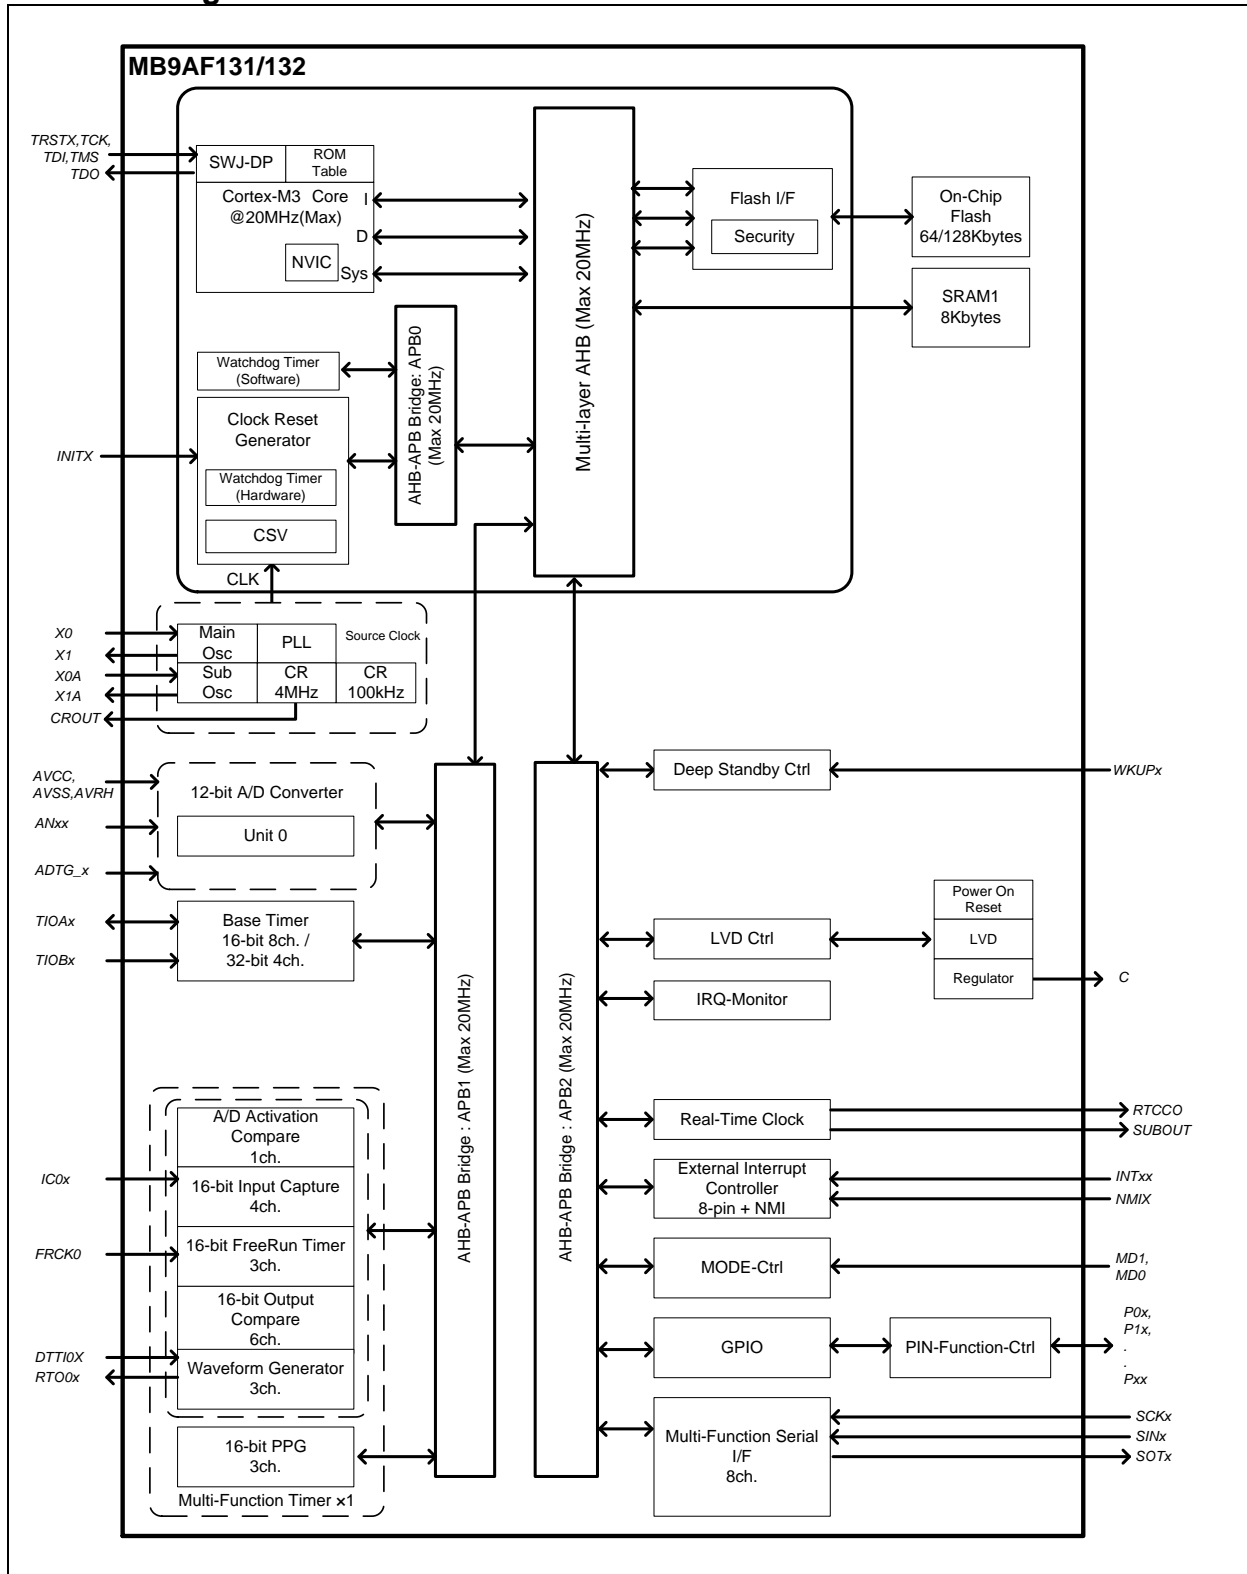 MB9AF131/132
TRSTX,TCK,
TDI,TMS
TDO
SWJ-DP
ROM
Table
Cortex-M3 Core
@20MHz(Max)
I
D
Sys
NVIC
Multi-layer AHB (Max 20MHz)
Flash I/F
Security
On-Chip
Flash
64/128Kbytes
SRAM1
8Kbytes
AHB-APB Bridge: APB0
(Max 20MHz)
Watchdog Timer
(Software)
Clock Reset
Generator
INITX
Watchdog Timer
(Hardware)
CSV
CLK
X0
X1
X0A
X1A
CROUT
Main
Osc
PLL
Source Clock
Sub
Osc
CR
4MHz
CR
100kHz
AVCC,
AVSS,AVRH
ANxx
ADTG_x
12-bit A/D Converter
Unit 0
TIOAx
TIOBx
Base Timer
16-bit 8ch. /
32-bit 4ch.
AHB-APB Bridge : APB1 (Max 20MHz)
AHB-APB Bridge : APB2 (Max 20MHz)
Deep Standby Ctrl
WKUPx
LVD Ctrl
Power On
Reset
LVD
Regulator
C
IRQ-Monitor
A/D Activation
Compare
1ch.
IC0x
16-bit Input Capture
4ch.
FRCK0
16-bit FreeRun Timer
3ch.
16-bit Output
Compare
6ch.
DTTI0X
RTO0x
Waveform Generator
3ch.
16-bit PPG
3ch.
Multi-Function Timer ×1
Real-Time Clock
RTCCO
SUBOUT
External Interrupt
Controller
8-pin + NMI
INTxx
NMIX
MODE-Ctrl
MD1,
MD0
GPIO
PIN-Function-Ctrl
P0x,
P1x,
.
.
Pxx
Multi-Function Serial
I/F
8ch.
SCKx
SINx
SOTx